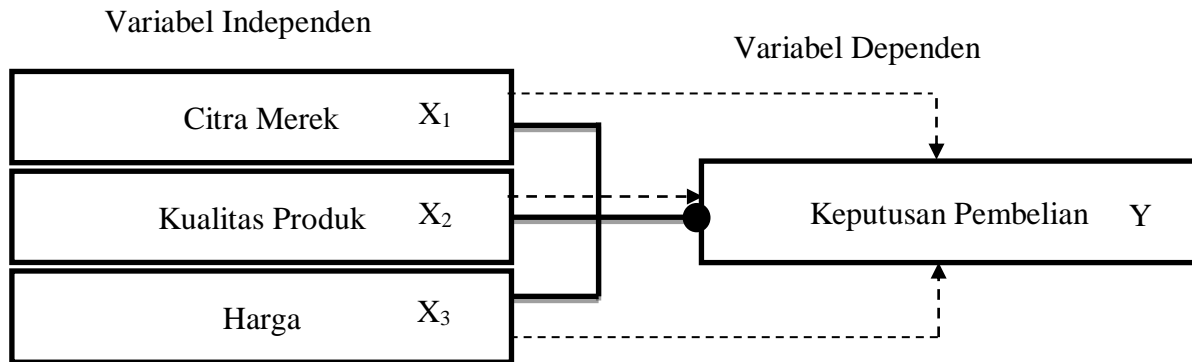 Variabel Independen
Variabel Dependen
Citra Merek X₁
Kualitas Produk X₂
Keputusan Pembelian Y
Harga X₃